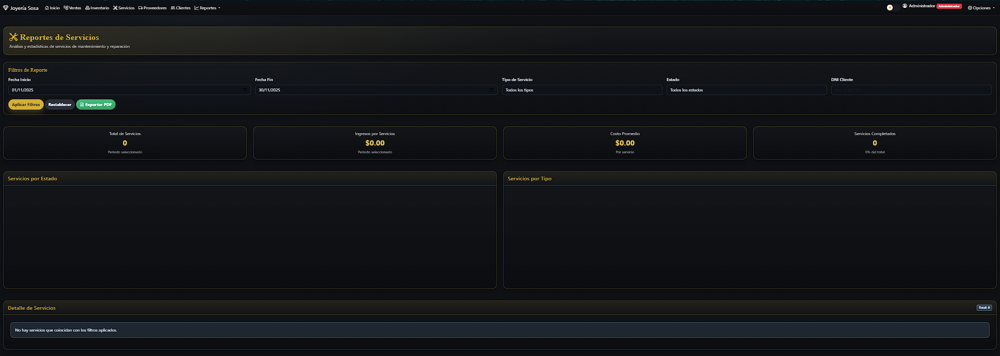 Joyería Sosa Inicio Ventas Inventario Servicios Proveedores Clientes Reportes Administrador Administrador Opciones
Reportes de Servicios
Análisis y estadísticas de servicios de mantenimiento y reparación
Filtros de Reporte
Fecha Inicio Fecha Fin Tipo de Servicio Estado DNI Cliente
01/11/2025 30/11/2025 Todos los tipos Todos los estados
Aplicar Filtros Restablecer Exportar PDF
Total de Servicios
0
Período seleccionado
Ingresos por Servicios
$0.00
Período seleccionado
Costo Promedio
$0.00
Por servicio
Servicios Completados
0
0% del total
Servicios por Estado
Servicios por Tipo
Detalle de Servicios Total: 0
No hay servicios que coincidan con los filtros aplicados.